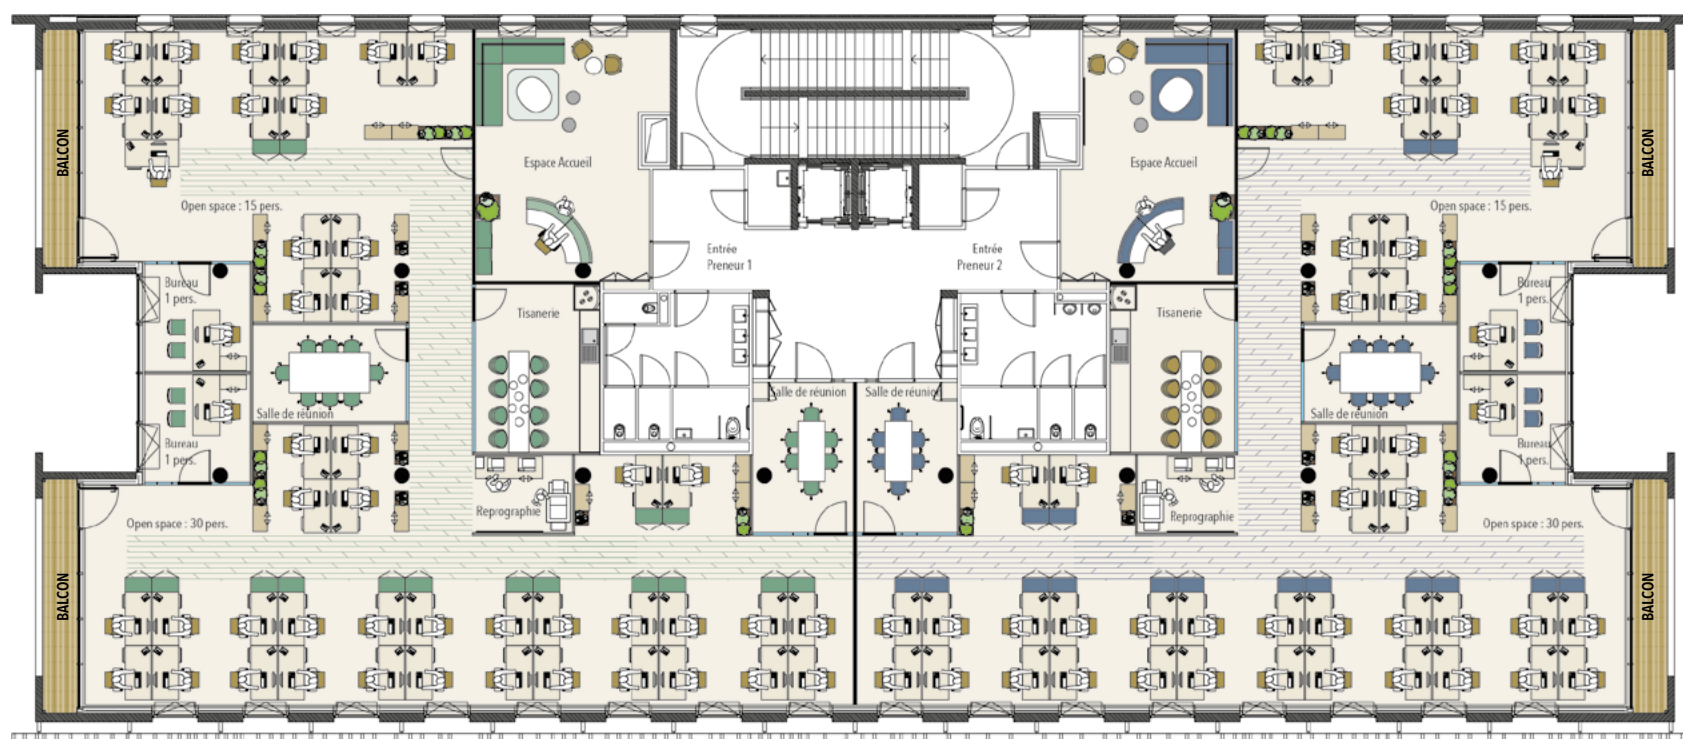 BALCON
Espace Accueil
Open space : 15 pers.
Entrée
Preneur 1
Bureau
1 pers.
Tisanerie
Salle de réunion
Salle de réunion
Bureau
1 pers.
Reprographie
Open space : 30 pers.
BALCON
Espace Accueil
BALCON
Open space : 15 pers.
Entrée
Preneur 2
Tisanerie
Bureau
1 pers.
Salle de réunion
Salle de réunion
Bureau
1 pers.
Reprographie
Open space : 30 pers.
BALCON